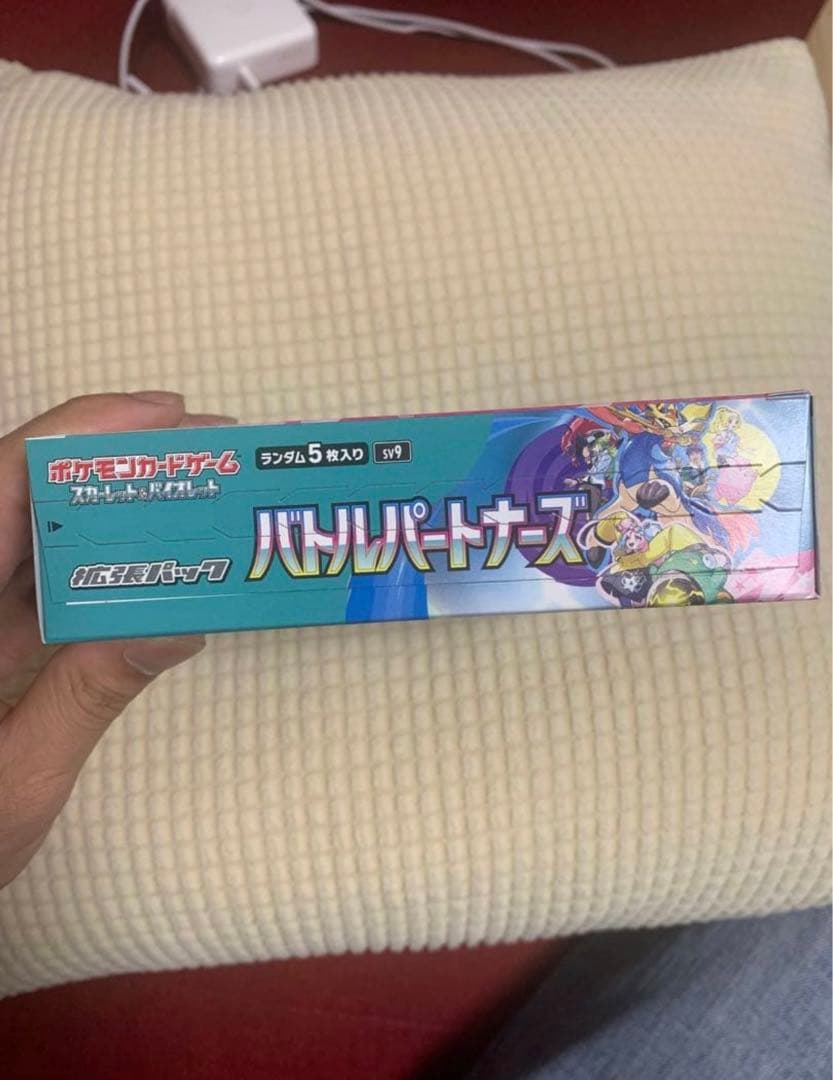 ポケモンカードゲーム
スカーレット&バイオレット
ランダム5枚入り
SV9
拡張パック
バトルパートナーズ